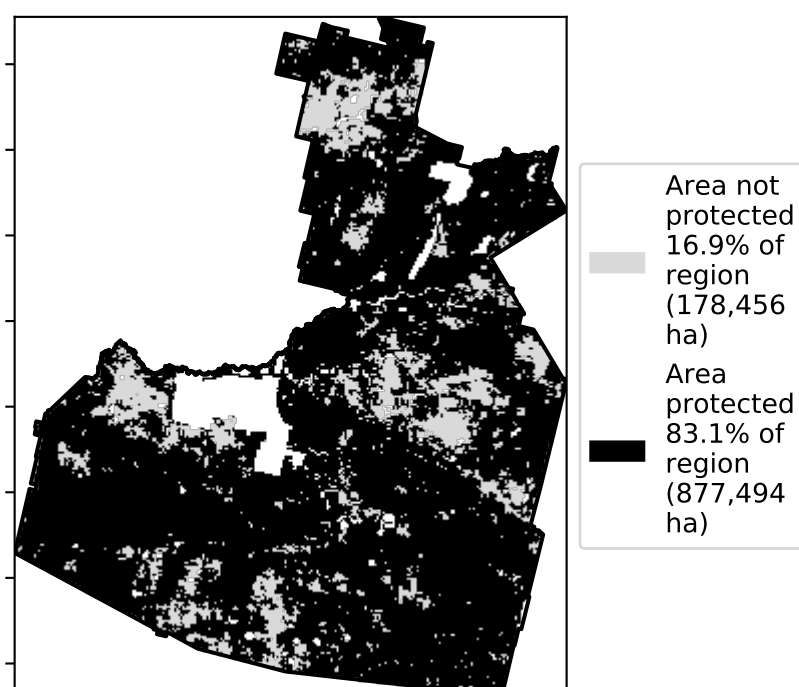 Area not
protected
16.9% of
region
(178,456
ha)
Area
protected
83.1% of
region
(877,494
ha)